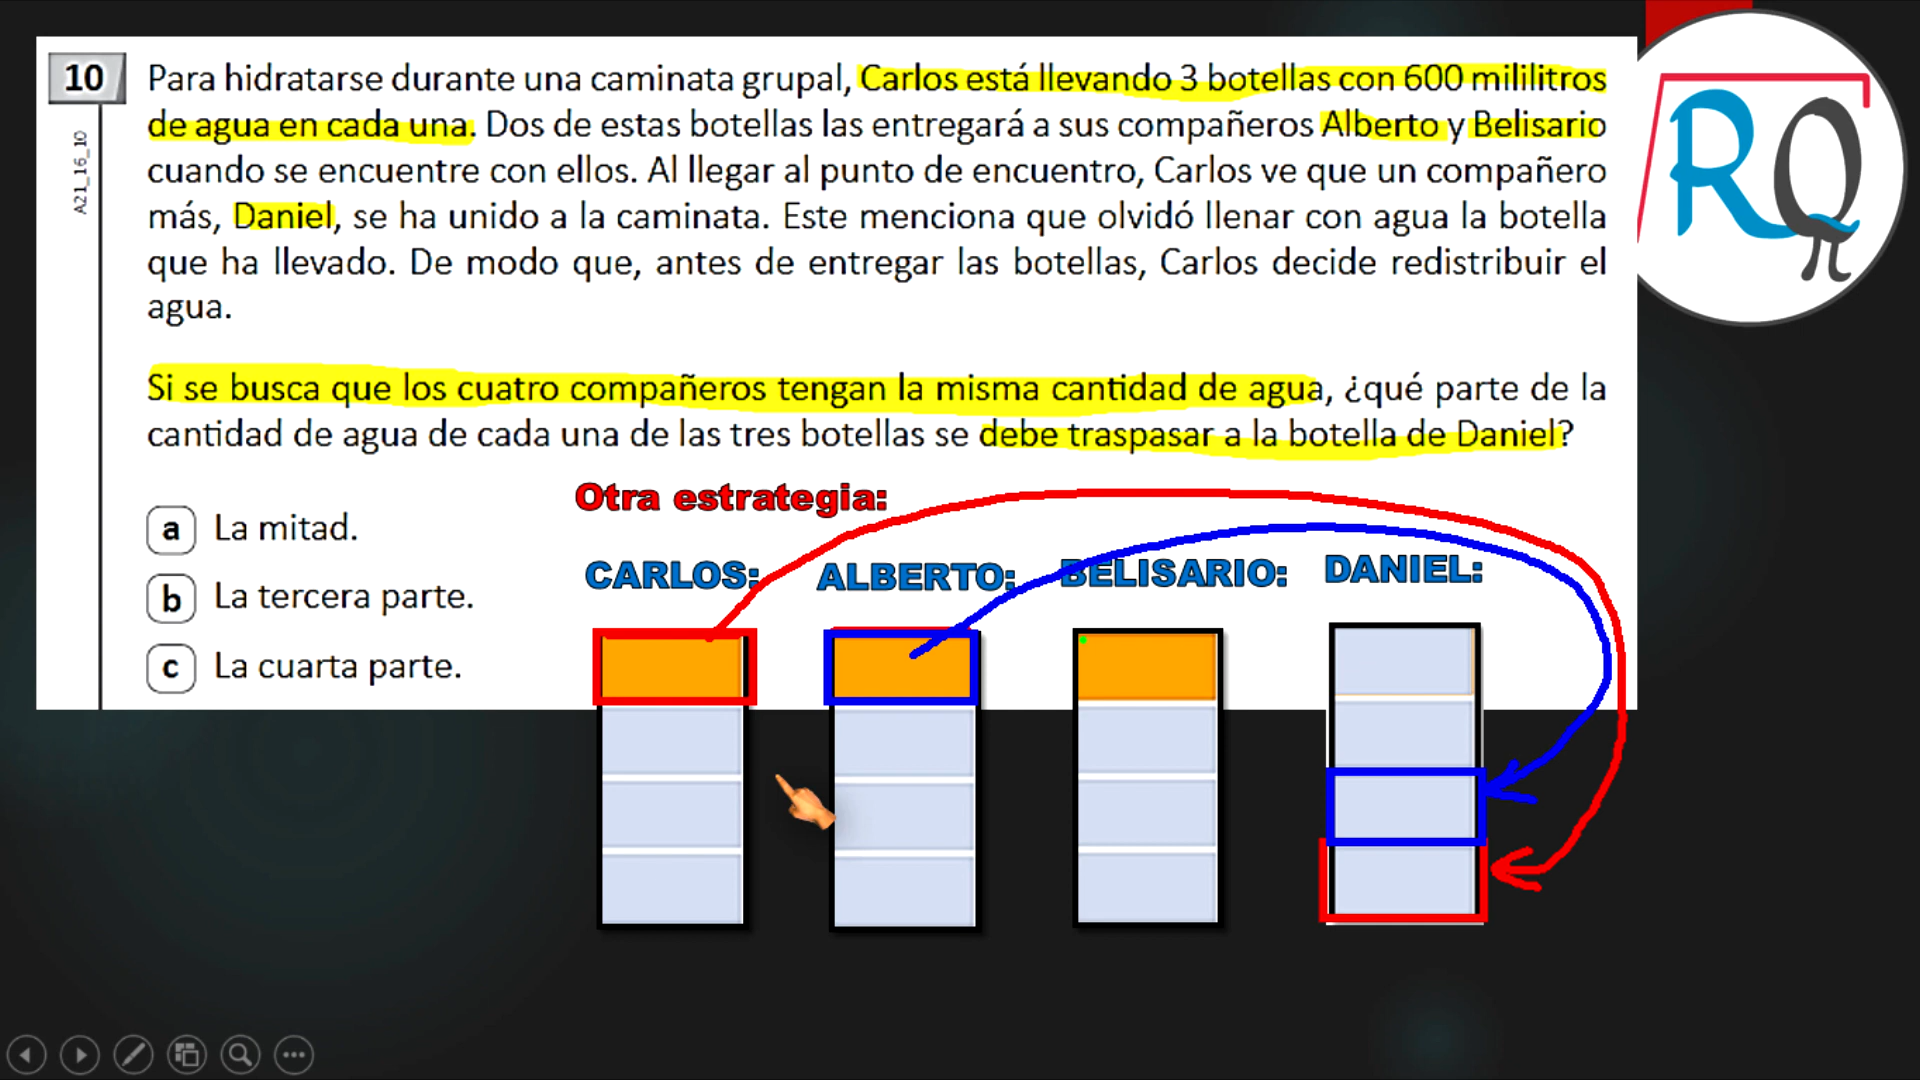 10
A21_16_10
Para hidratarse durante una caminata grupal, Carlos está llevando 3 botellas con 600 mililitros
de agua en cada una. Dos de estas botellas las entregará a sus compañeros Alberto y Belisario
cuando se encuentre con ellos. Al llegar al punto de encuentro, Carlos ve que un compañero
más, Daniel, se ha unido a la caminata. Este menciona que olvidó llenar con agua la botella
que ha llevado. De modo que, antes de entregar las botellas, Carlos decide redistribuir el
agua.
Si se busca que los cuatro compañeros tengan la misma cantidad de agua, ¿qué parte de la
cantidad de agua de cada una de las tres botellas se debe traspasar a la botella de Daniel?
a La mitad.
b La tercera parte.
c La cuarta parte.
Otra estrategia:
CARLOS: ALBERTO: BELISARIO: DANIEL:
RQ
π